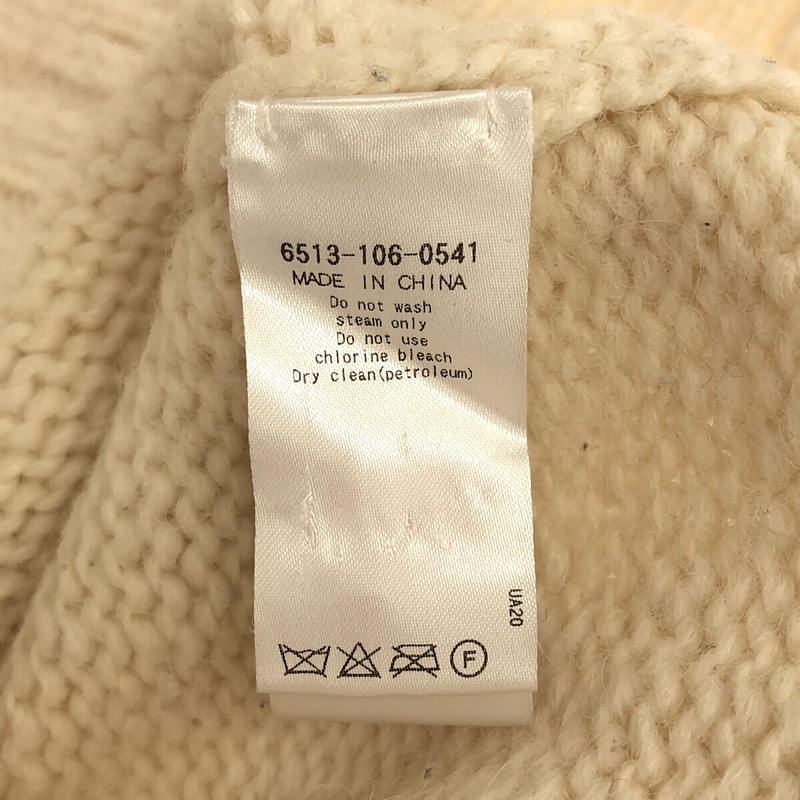 6513-106-0541
MADE IN CHINA
Do not wash
steam only
Do not use
chlorine bleach
Dry clean(petroleum)
UA20
F